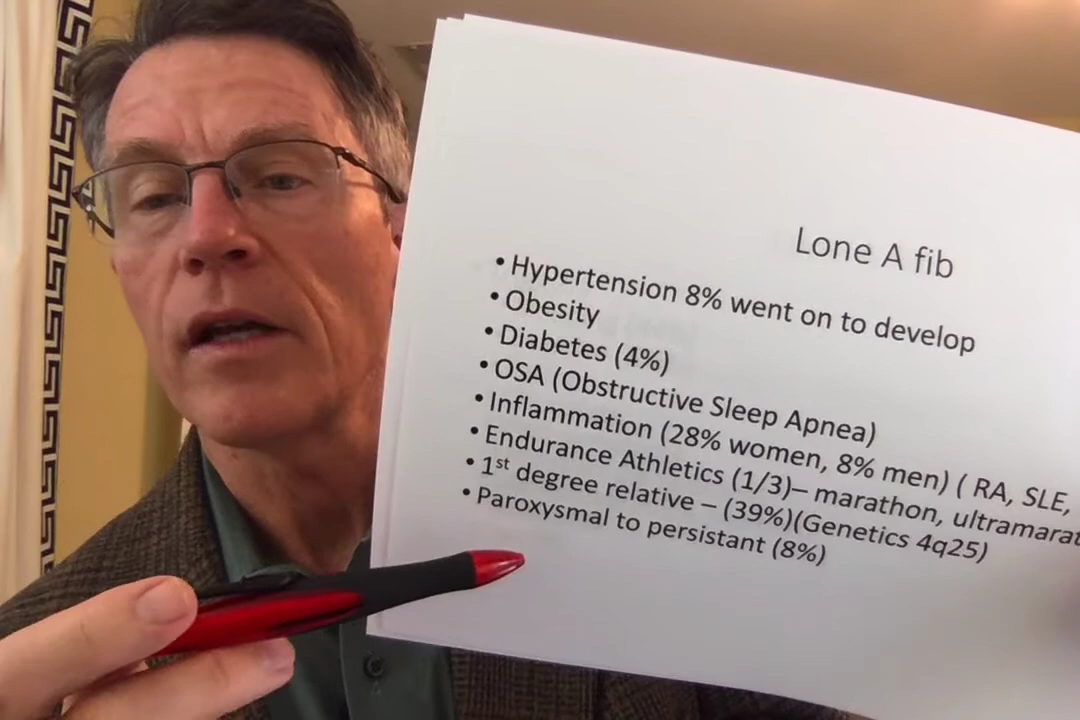 Lone A fib
• Hypertension 8% went on to develop
• Obesity
• Diabetes (4%)
• OSA (Obstructive Sleep Apnea)
• Inflammation (28% women, 8% men) ( RA, SLE,
• Endurance Athletics (1/3)– marathon, ultramarat
• 1st degree relative – (39%)(Genetics 4q25)
• Paroxysmal to persistant (8%)